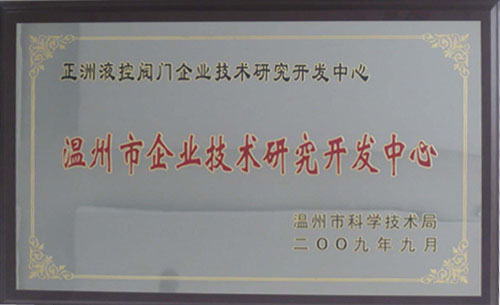 正洲液控阀门企业技术研究开发中心
温州市企业技术研究开发中心
温州市科学技术局
二〇〇九年九月